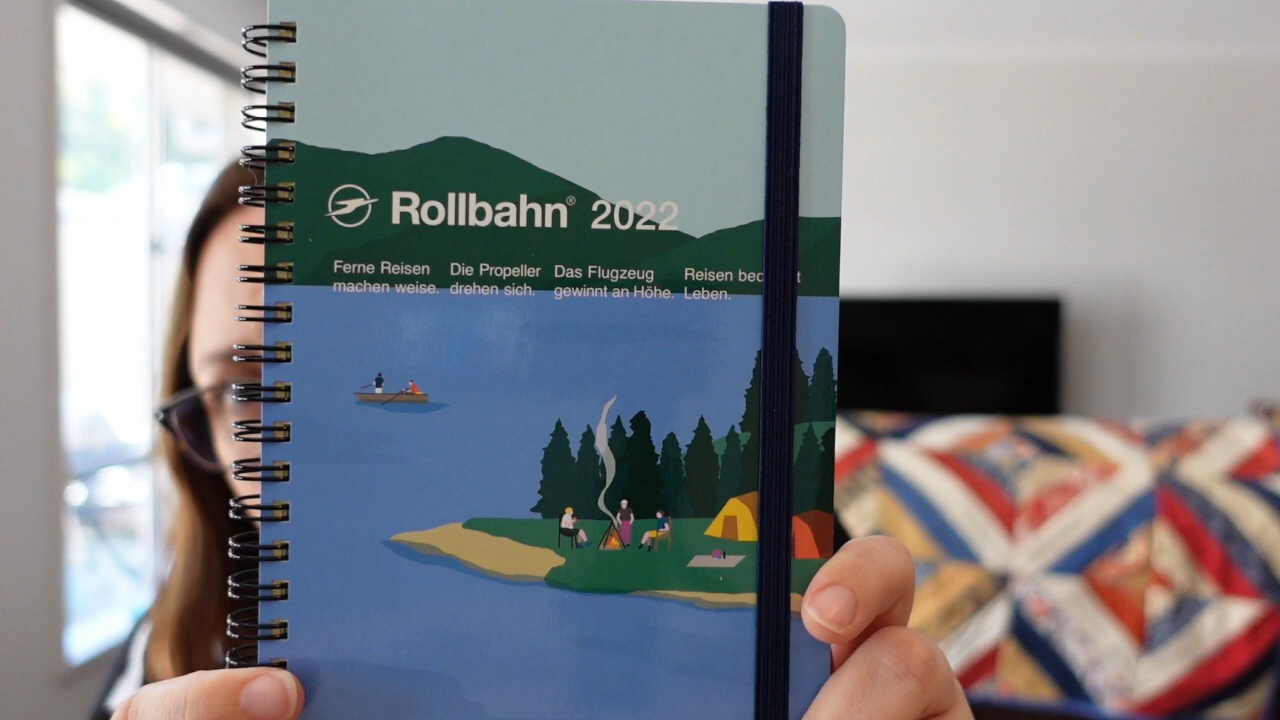 Rollbahn® 2022
Ferne Reisen
machen weise.
Die Propeller
drehen sich.
Das Flugzeug
gewinnt an Höhe.
Reisen
Leben.